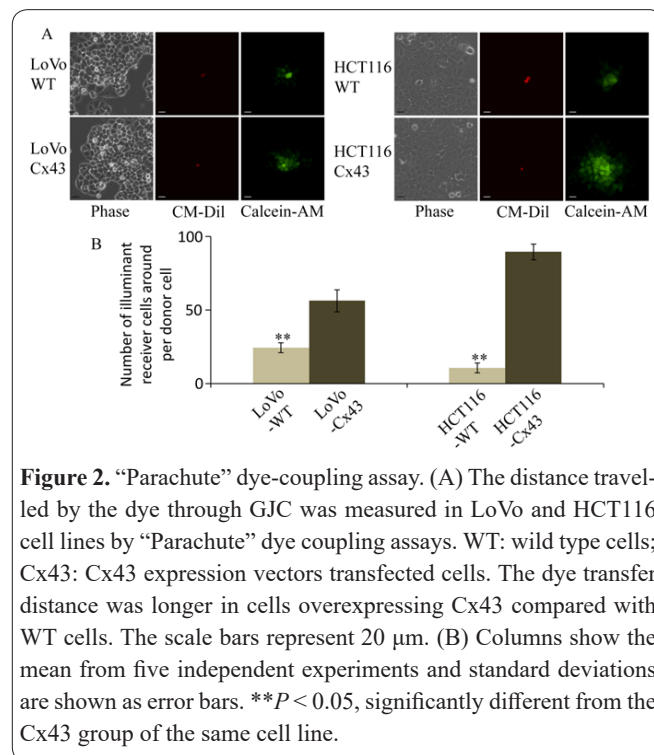 A
LoVo
WT
HCT116
WT
LoVo
Cx43
HCT116
Cx43
Phase CM-Dil Calcein-AM Phase CM-Dil Calcein-AM
B
Number of illuminant
receiver cells around
per donor cell
100
50
0
**
**
LoVo
-WT
LoVo
-Cx43
HCT116
-WT
HCT116
-Cx43
Figure 2. “Parachute” dye-coupling assay. (A) The distance travel-
led by the dye through GJC was measured in LoVo and HCT116
cell lines by “Parachute” dye coupling assays. WT: wild type cells;
Cx43: Cx43 expression vectors transfected cells. The dye transfer
distance was longer in cells overexpressing Cx43 compared with
WT cells. The scale bars represent 20 μm. (B) Columns show the
mean from five independent experiments and standard deviations
are shown as error bars. **P < 0.05, significantly different from the
Cx43 group of the same cell line.